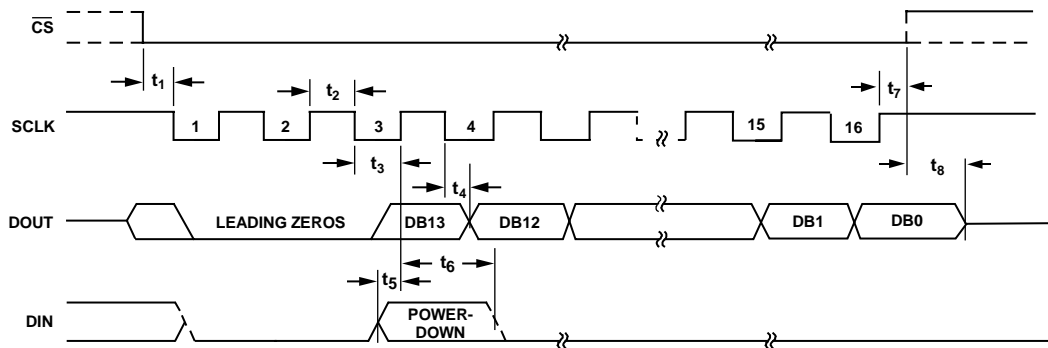 C̅S̅
t1
t2
t7
SCLK
1 2 3 4 15 16
t3
t4
t8
DOUT
LEADING ZEROS DB13 DB12 DB1 DB0
t5
t6
DIN
POWER-
DOWN